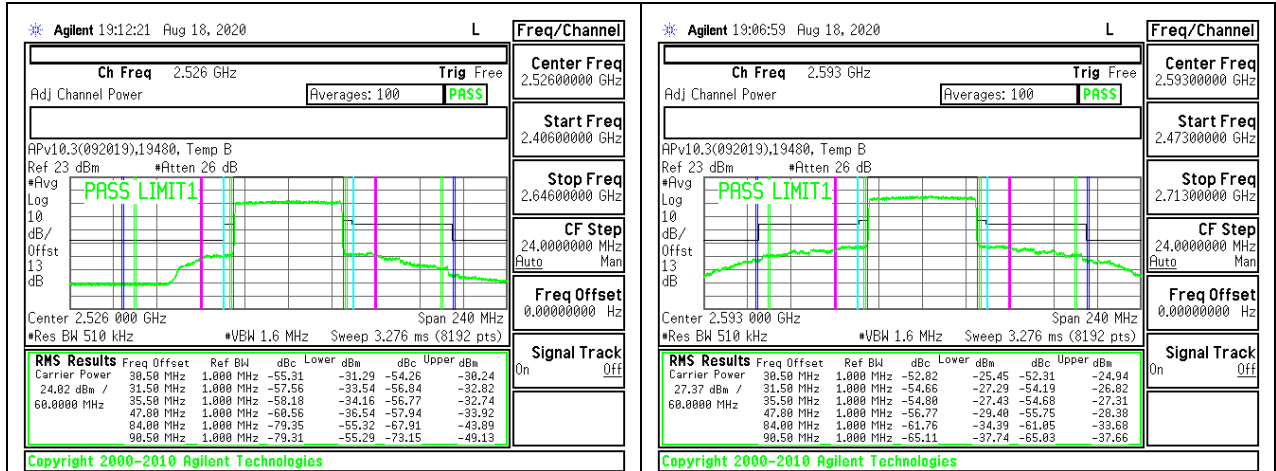 Agilent 19:12:21 Aug 18, 2020 L
Freq/Channel
Ch Freq 2.526 GHz Trig Free
Adj Channel Power Averages: 100 PASS
Center Freq
2.52600000 GHz
Start Freq
2.40600000 GHz
APv10.3(092019),19480, Temp B
Ref 23 dBm #Atten 26 dB
#Avg
Log
10
dB/
Offst
13
dB
PASS LIMIT1
Stop Freq
2.64600000 GHz
CF Step
24.0000000 MHz
Auto Man
Freq Offset
0.00000000 Hz
Center 2.526 000 GHz Span 240 MHz
#Res BW 510 kHz #VBW 1.6 MHz Sweep 3.276 ms (8192 pts)
Signal Track
On Off
RMS Results Freq Offset Ref BW dBc Lower dBm dBc Upper dBm
Carrier Power 30.50 MHz 1.000 MHz -55.31 -31.29 -54.26 -30.24
24.02 dBm / 31.50 MHz 1.000 MHz -57.56 -33.54 -56.84 -32.82
60.0000 MHz 35.50 MHz 1.000 MHz -58.18 -34.16 -56.77 -32.74
47.80 MHz 1.000 MHz -60.56 -36.54 -57.94 -33.92
84.00 MHz 1.000 MHz -79.35 -55.32 -67.91 -43.89
90.50 MHz 1.000 MHz -79.31 -55.29 -73.15 -49.13
Copyright 2000-2010 Agilent Technologies
Agilent 19:06:59 Aug 18, 2020 L
Freq/Channel
Ch Freq 2.593 GHz Trig Free
Adj Channel Power Averages: 100 PASS
Center Freq
2.59300000 GHz
Start Freq
2.47300000 GHz
APv10.3(092019),19480, Temp B
Ref 23 dBm #Atten 26 dB
#Avg
Log
10
dB/
Offst
13
dB
PASS LIMIT1
Stop Freq
2.71300000 GHz
CF Step
24.0000000 MHz
Auto Man
Freq Offset
0.00000000 Hz
Center 2.593 000 GHz Span 240 MHz
#Res BW 510 kHz #VBW 1.6 MHz Sweep 3.276 ms (8192 pts)
Signal Track
On Off
RMS Results Freq Offset Ref BW dBc Lower dBm dBc Upper dBm
Carrier Power 30.50 MHz 1.000 MHz -52.82 -25.45 -52.31 -24.94
27.37 dBm / 31.50 MHz 1.000 MHz -54.66 -27.29 -54.19 -26.82
60.0000 MHz 35.50 MHz 1.000 MHz -54.80 -27.43 -54.68 -27.31
47.80 MHz 1.000 MHz -56.77 -29.40 -55.75 -28.38
84.00 MHz 1.000 MHz -61.76 -34.39 -61.05 -33.68
90.50 MHz 1.000 MHz -65.11 -37.74 -65.03 -37.66
Copyright 2000-2010 Agilent Technologies